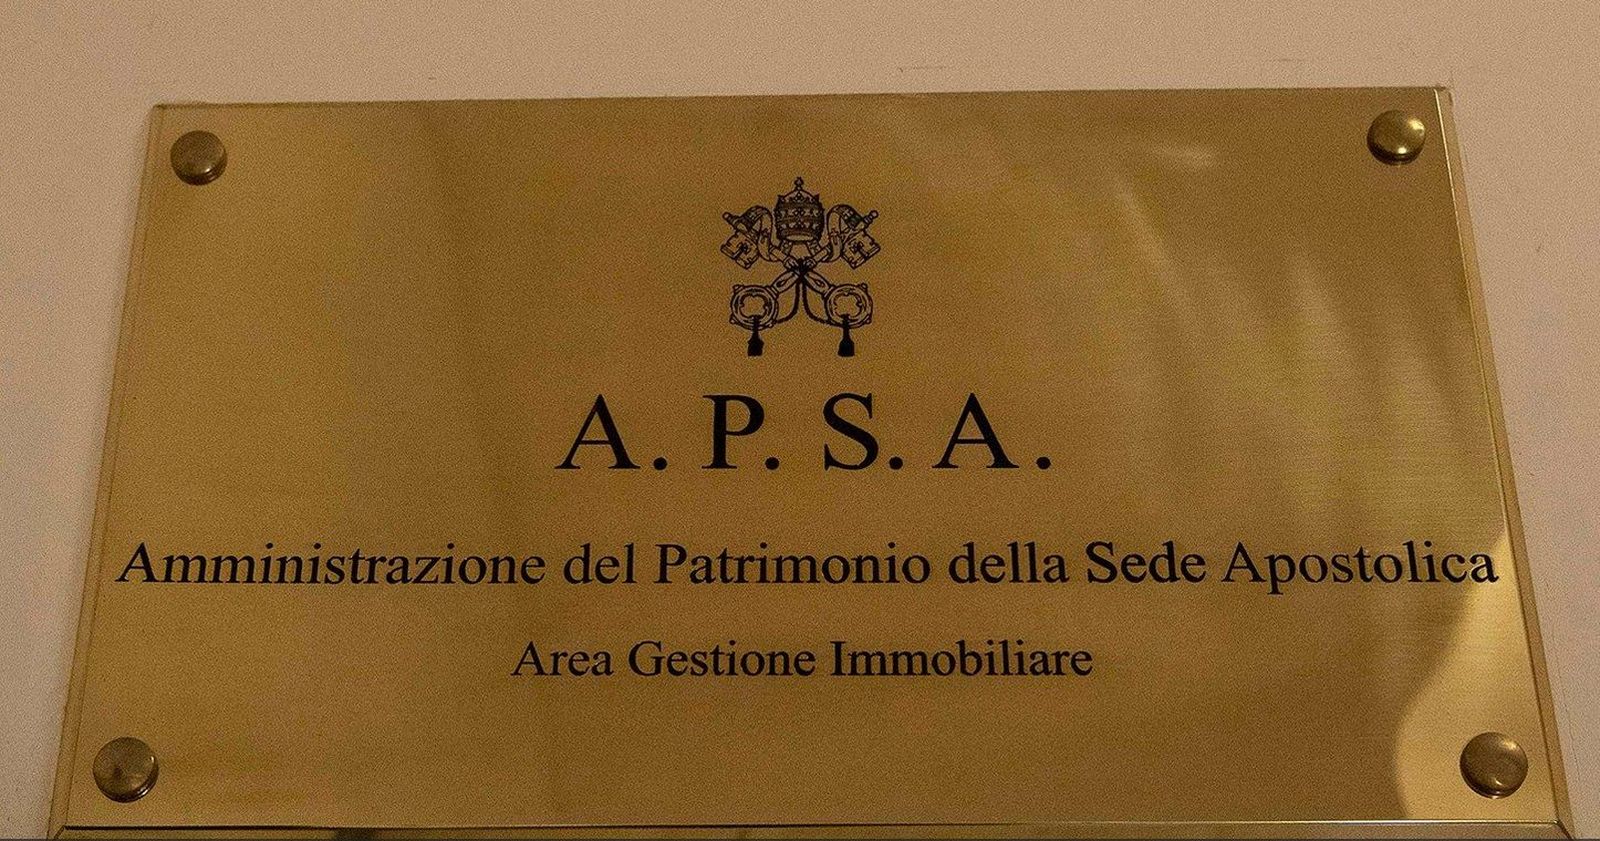 A. P. S. A.
Amministrazione del Patrimonio della Sede Apostolica
Area Gestione Immobiliare